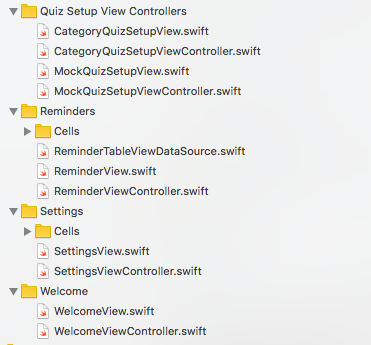 Quiz Setup View Controllers
CategoryQuizSetupView.swift
CategoryQuizSetupViewController.swift
MockQuizSetupView.swift
MockQuizSetupViewController.swift
Reminders
Cells
ReminderTableViewDataSource.swift
ReminderView.swift
ReminderViewController.swift
Settings
Cells
SettingsView.swift
SettingsViewController.swift
Welcome
WelcomeView.swift
WelcomeViewController.swift